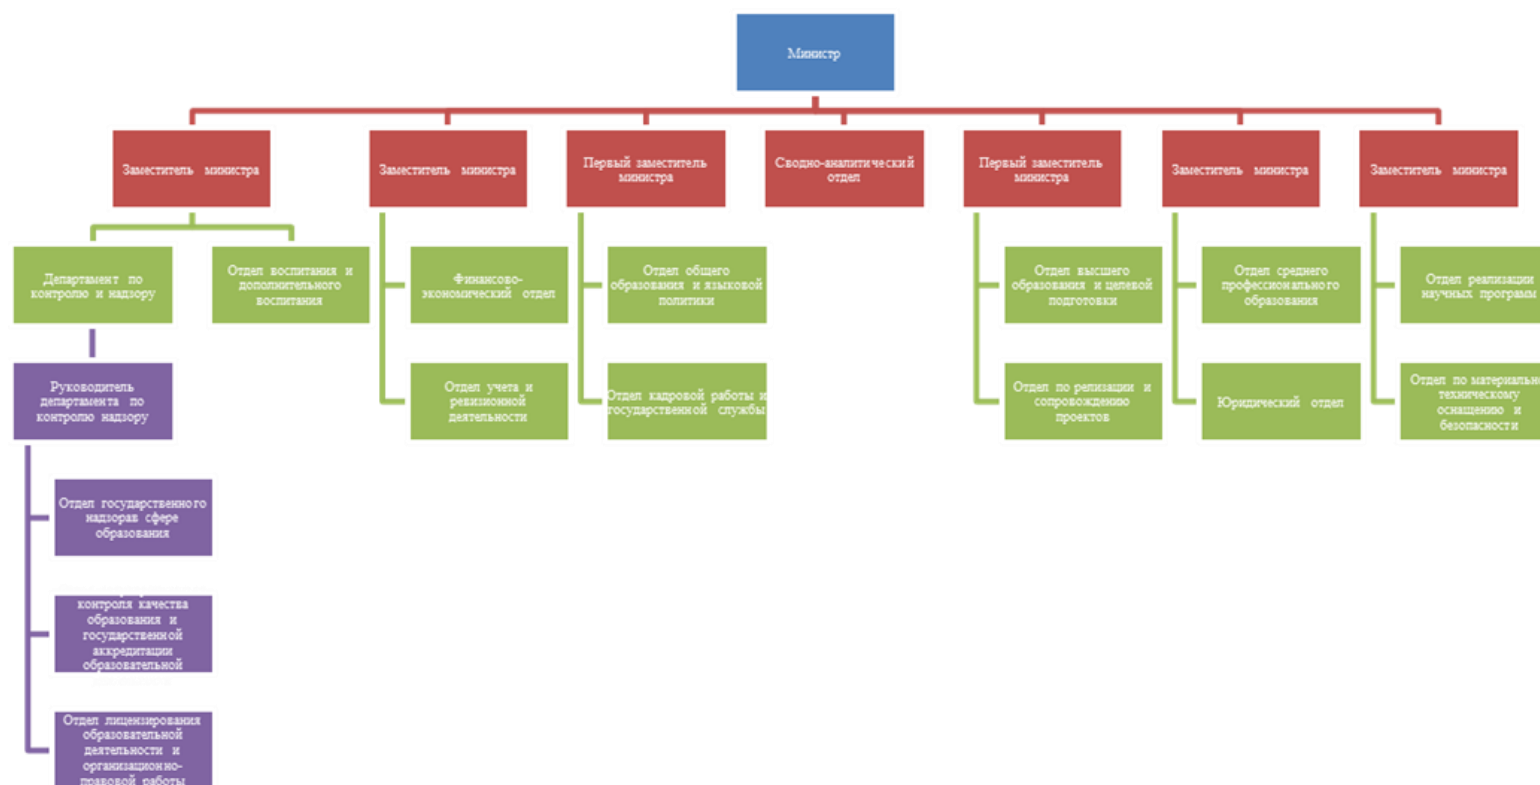 Министр
Заместитель министра
Заместитель министра
Первый заместитель
министра
Сводно-аналитический
отдел
Первый заместитель
министра
Заместитель министра
Заместитель министра
Департамент по
контролю и надзору
Отдел воспитания и
дополнительного
воспитания
Финансово-
экономический отдел
Отдел общего
образования и языковой
политики
Отдел высшего
образования и целевой
подготовки
Отдел среднего
профессионального
образования
Отдел реализации
научных программ
Руководитель
департамента по
контролю надзору
Отдел учета и
ревизионной
деятельности
Отдел кадровой работы и
государственной службы
Отдел по релизации и
сопровождению
проектов
Юридический отдел
Отдел по материально-
техническому
оснащению и
безопасности
Отдел государственного
надзорав сфере
образования
контроля качества
образования и
государственной
аккредитации
образовательной
Отдел лицензирования
образовательной
деятельности и
организационно-
правовой работы